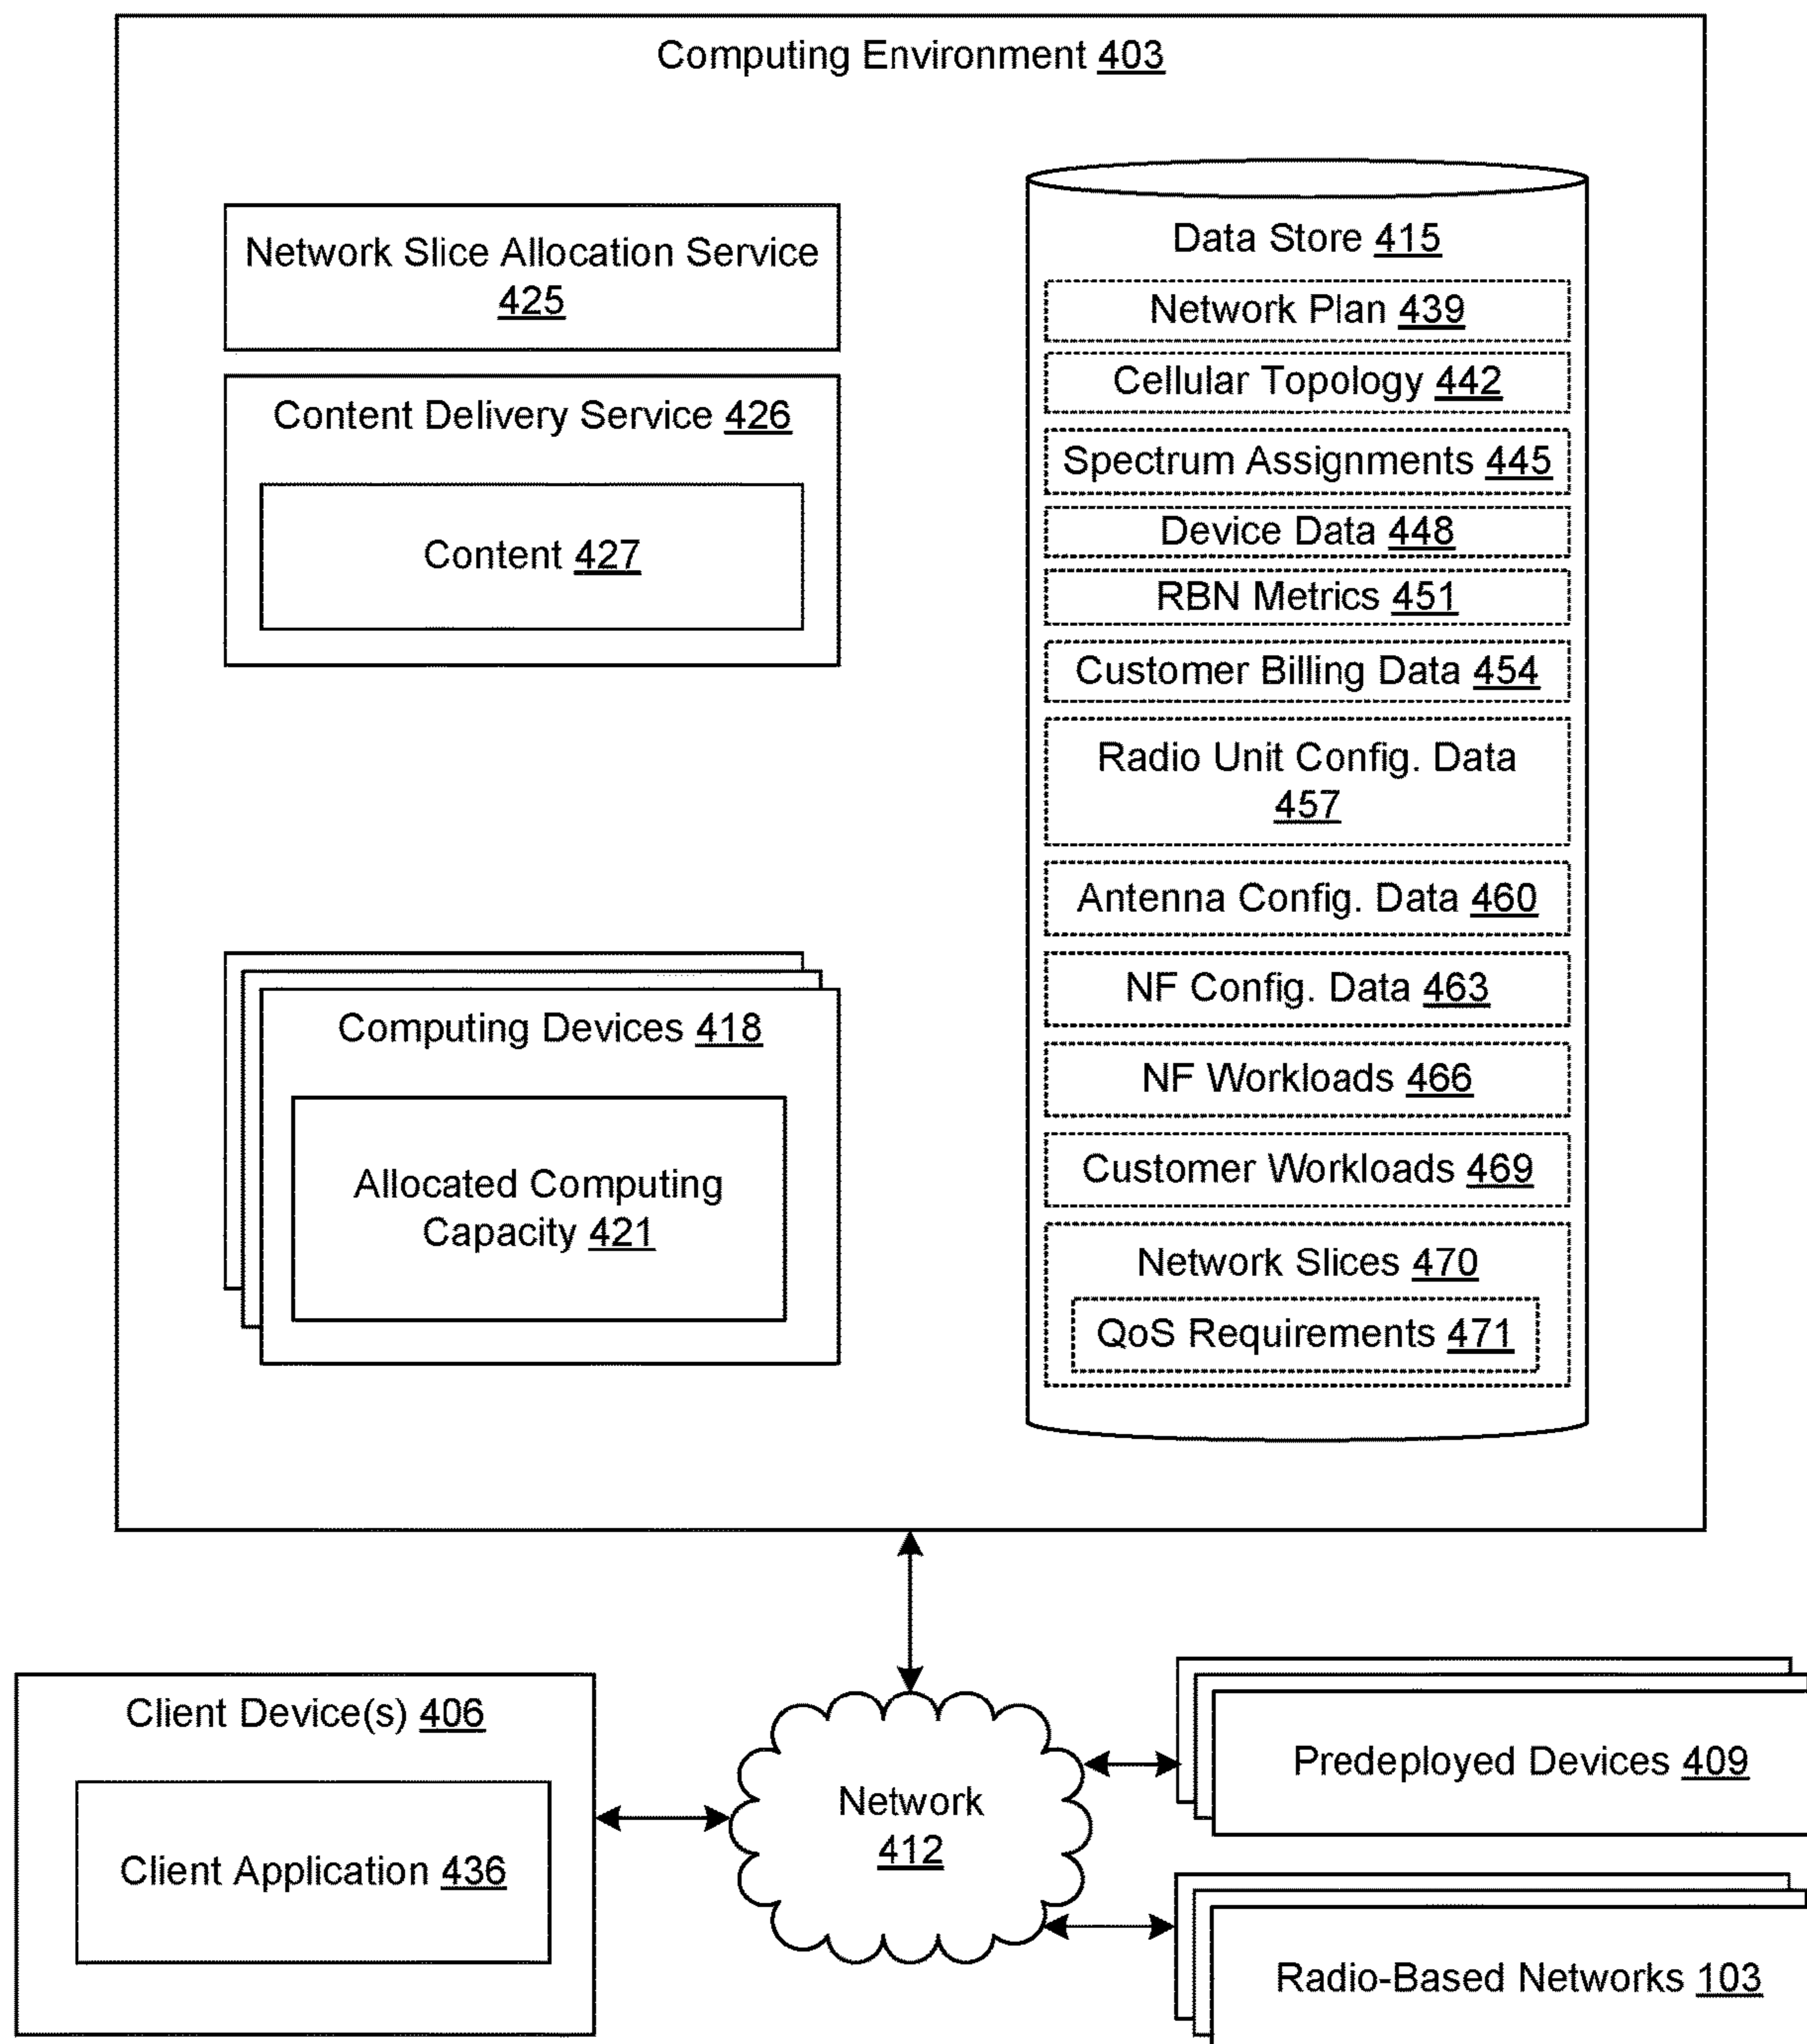 Computing Environment 403
Network Slice Allocation Service
425
Content Delivery Service 426
Content 427
Computing Devices 418
Allocated Computing
Capacity 421
Data Store 415
Network Plan 439
Cellular Topology 442
Spectrum Assignments 445
Device Data 448
RBN Metrics 451
Customer Billing Data 454
Radio Unit Config. Data
457
Antenna Config. Data 460
NF Config. Data 463
NF Workloads 466
Customer Workloads 469
Network Slices 470
QoS Requirements 471
Client Device(s) 406
Client Application 436
Network
412
Predeployed Devices 409
Radio-Based Networks 103